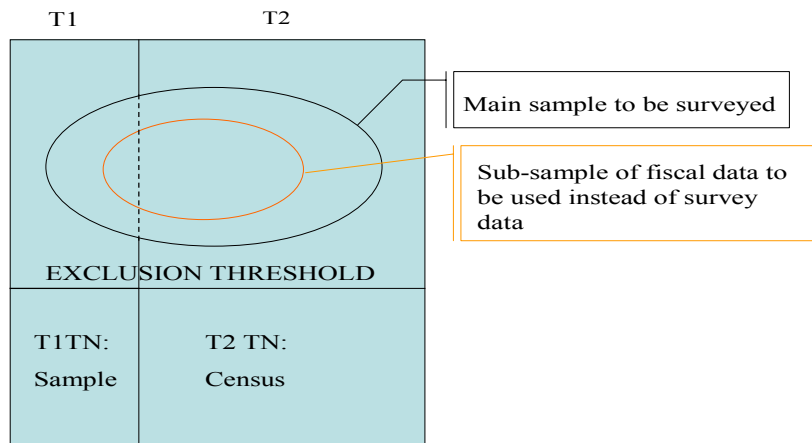 T1 T2
Main sample to be surveyed
Sub-sample of fiscal data to
be used instead of survey
data
EXCLUSION THRESHOLD
T1TN: T2 TN:
Sample Census